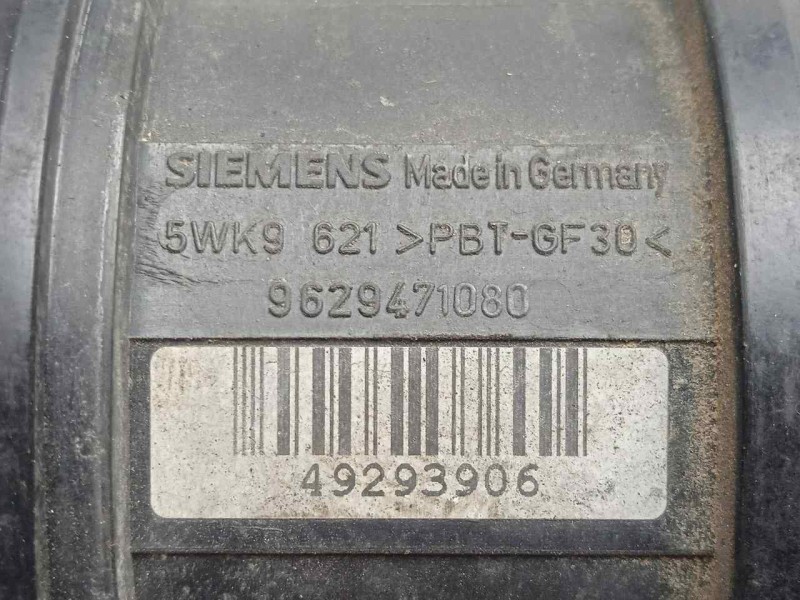 SIEMENS Made in Germany
5WK9 621 >PBT-GF30<
9629471080
49293906